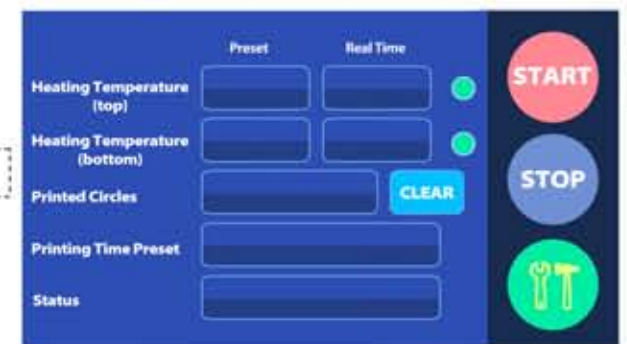 Preset Real Time
START
Heating Temperature
(top)
Heating Temperature
(bottom)
STOP
Printed Circles CLEAR
Printing Time Preset
Status